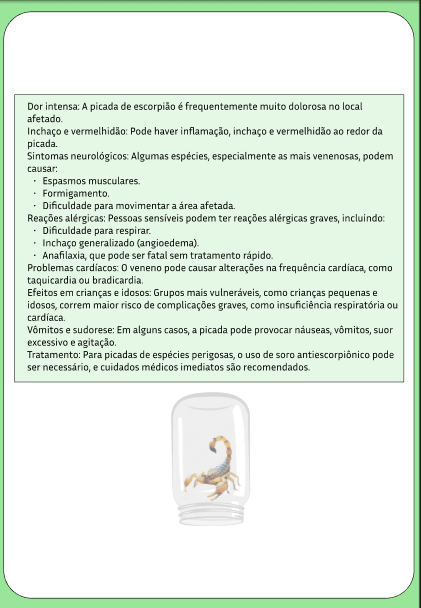 Dor intensa: A picada de escorpião é frequentemente muito dolorosa no local
afetado.
Inchaço e vermelhidão: Pode haver inflamação, inchaço e vermelhidão ao redor da
picada.
Sintomas neurológicos: Algumas espécies, especialmente as mais venenosas, podem
causar:
· Espasmos musculares.
· Formigamento.
· Dificuldade para movimentar a área afetada.
Reações alérgicas: Pessoas sensíveis podem ter reações alérgicas graves, incluindo:
· Dificuldade para respirar.
· Inchaço generalizado (angioedema).
· Anafilaxia, que pode ser fatal sem tratamento rápido.
Problemas cardíacos: O veneno pode causar alterações na frequência cardíaca, como
taquicardia ou bradicardia.
Efeitos em crianças e idosos: Grupos mais vulneráveis, como crianças pequenas e
idosos, correm maior risco de complicações graves, como insuficiência respiratória ou
cardíaca.
Vômitos e sudorese: Em alguns casos, a picada pode provocar náuseas, vômitos, suor
excessivo e agitação.
Tratamento: Para picadas de espécies perigosas, o uso de soro antiescorpiônico pode
ser necessário, e cuidados médicos imediatos são recomendados.